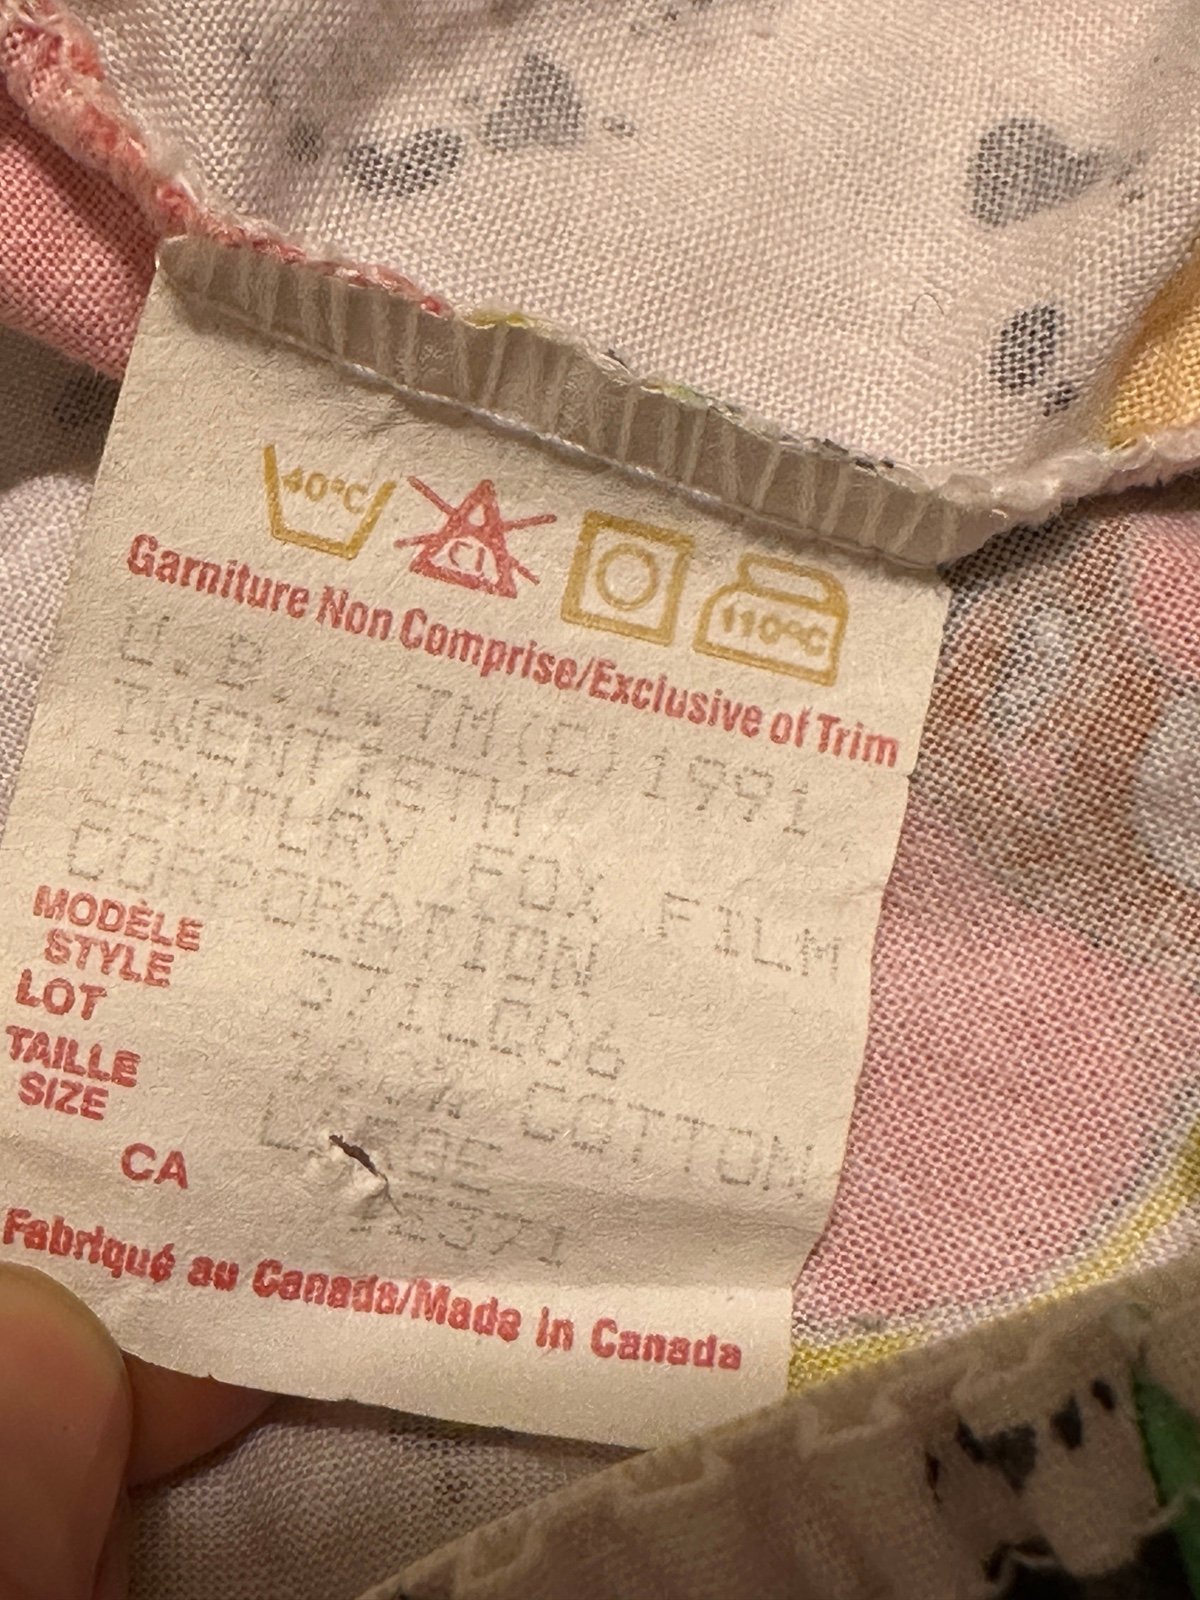 40°C
Cl
110°C
Garniture Non Comprise/Exclusive of Trim
TM(C) 1991
TWENTIETH
CENTURY FOX FILM
CORPORATION
MODÈLE
STYLE
LOT
COTTON
TAILLE
SIZE
LARGE
CA
Fabriqué au Canada/Made in Canada